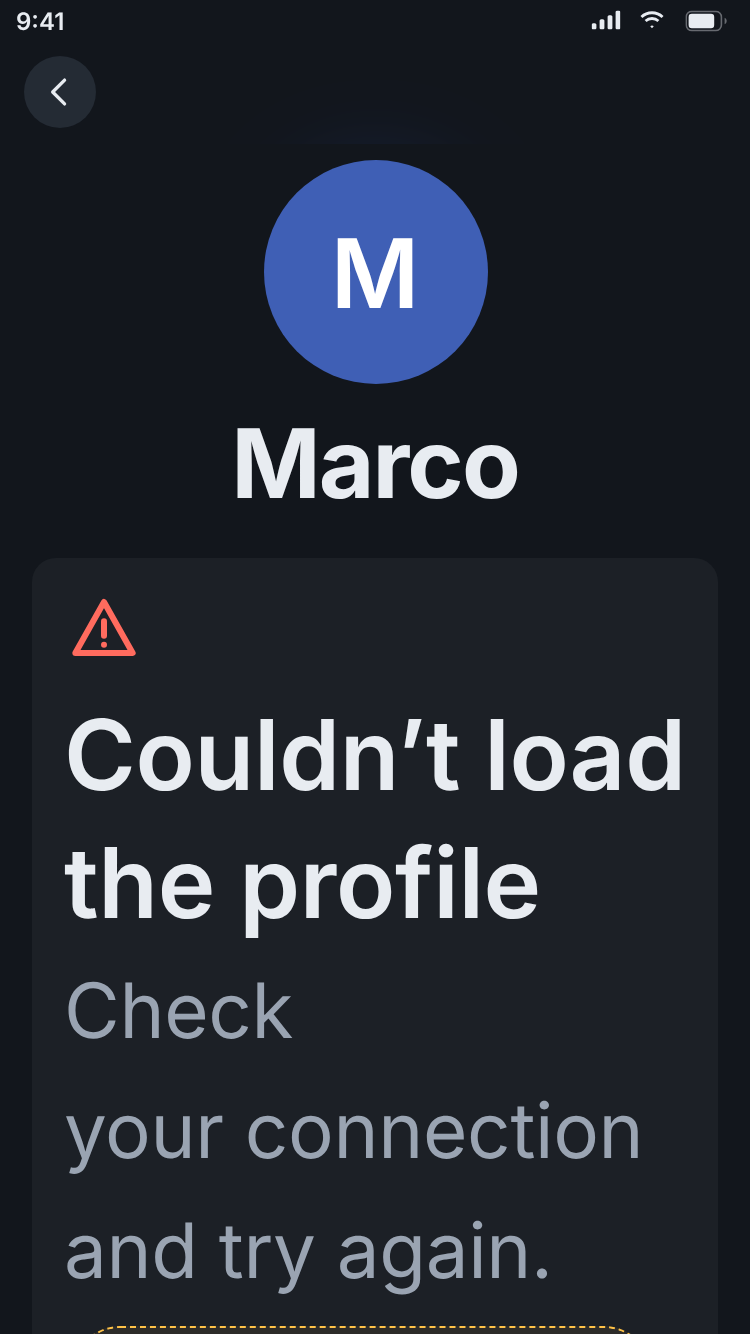 9:41
M
Marco
Couldn’t load
the profile
Check
your connection
and try again.